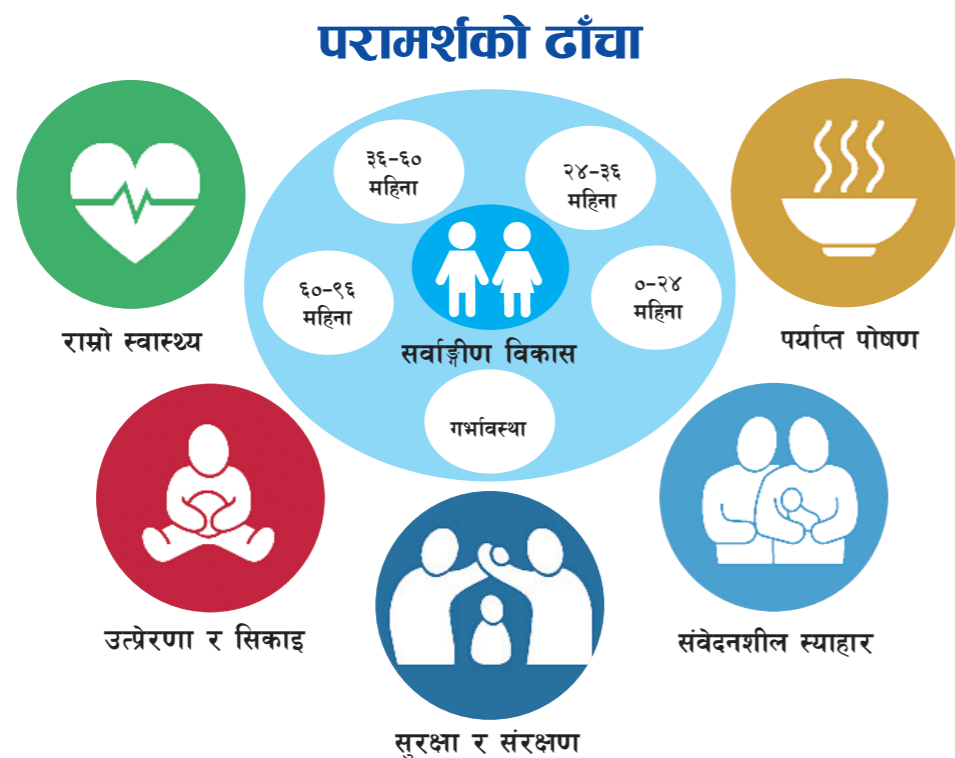 परामर्शको ढाँचा
३६-६०
महिना
२४-३६
महिना
६०-९६
महिना
०-२४
महिना
सर्वाङ्गीण विकास
गर्भावस्था
राम्रो स्वास्थ्य
पर्याप्त पोषण
उत्प्रेरणा र सिकाइ
संवेदनशील स्याहार
सुरक्षा र संरक्षण